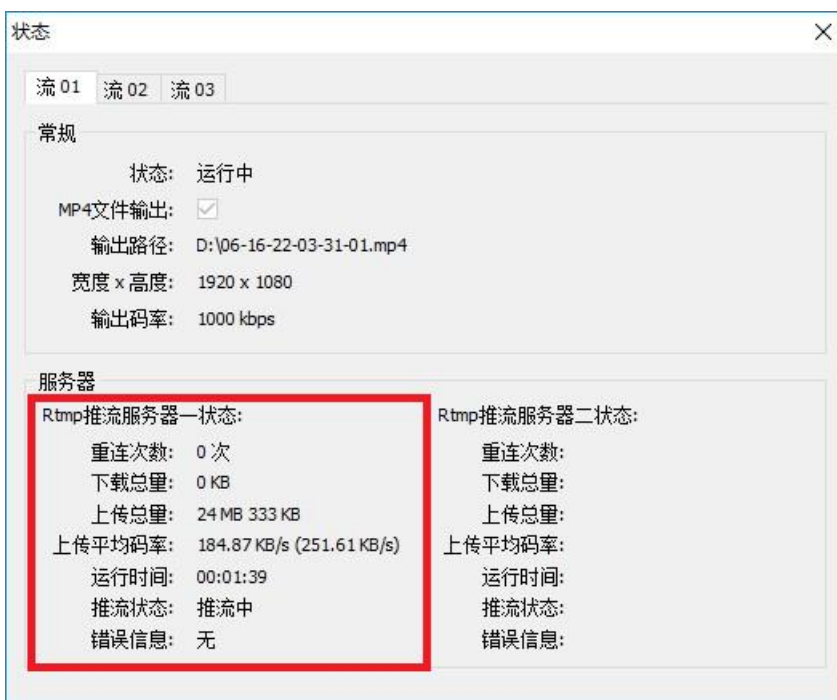 状态
流 01 流 02 流 03
常规
状态: 运行中
MP4文件输出:
输出路径: D:\06-16-22-03-31-01.mp4
宽度 x 高度: 1920 x 1080
输出码率: 1000 kbps
服务器
Rtmp推流服务器一状态:
重连次数: 0 次
下载总量: 0 KB
上传总量: 24 MB 333 KB
上传平均码率: 184.87 KB/s (251.61 KB/s)
运行时间: 00:01:39
推流状态: 推流中
错误信息: 无
Rtmp推流服务器二状态:
重连次数:
下载总量:
上传总量:
上传平均码率:
运行时间:
推流状态:
错误信息: